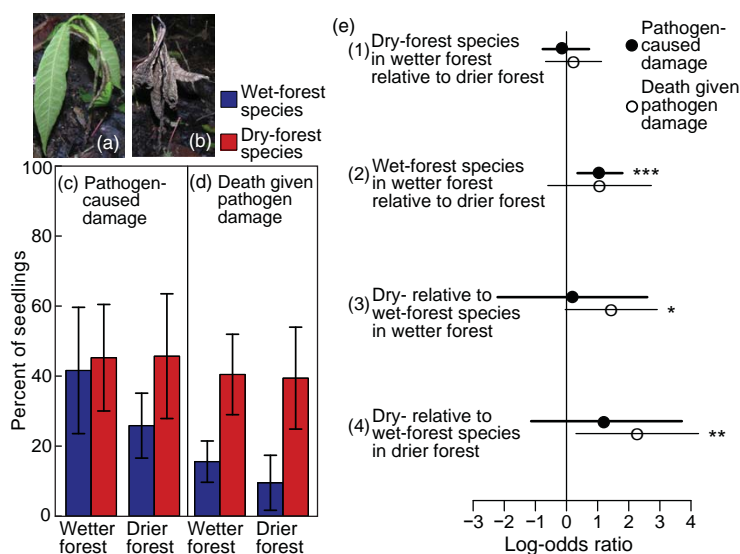 (a)
(b)
Wet-forest
species
Dry-forest
species
(c) Pathogen-
caused
damage
(d) Death given
pathogen
damage
Percent of seedlings
100
80
60
40
20
0
Wetter
forest
Drier
forest
Wetter
forest
Drier
forest
(e)
Pathogen-
caused
damage
Death given
pathogen
damage
(1) Dry-forest species
in wetter forest
relative to drier forest
(2) Wet-forest species
in wetter forest
relative to drier forest
***
(3) Dry- relative to
wet-forest species
in wetter forest
*
(4) Dry- relative to
wet-forest species
in drier forest
**
−3 −2 −1 0 1 2 3 4
Log-odds ratio